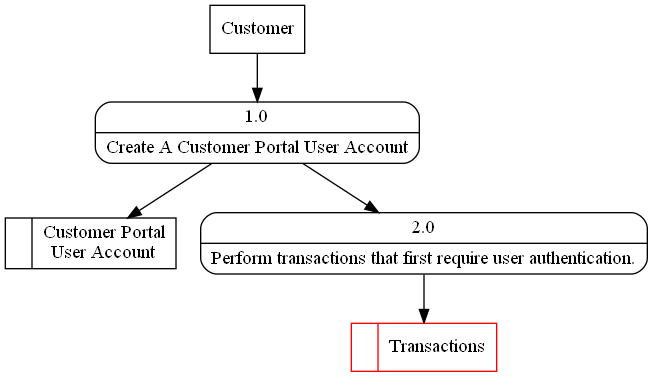 Customer
1.0
Create A Customer Portal User Account
Customer Portal
User Account
2.0
Perform transactions that first require user authentication.
Transactions